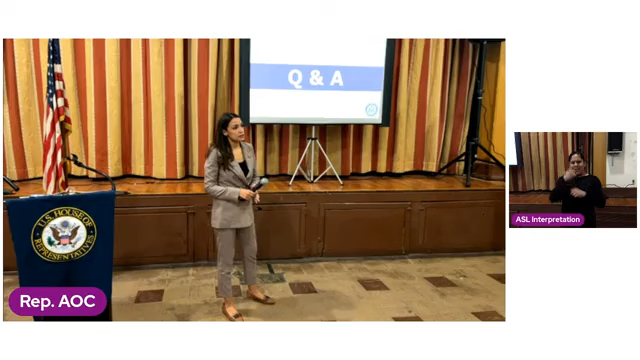 Q & A
U.S. HOUSE OF
REPRESENTATIVES
Rep. AOC
ASL Interpretation